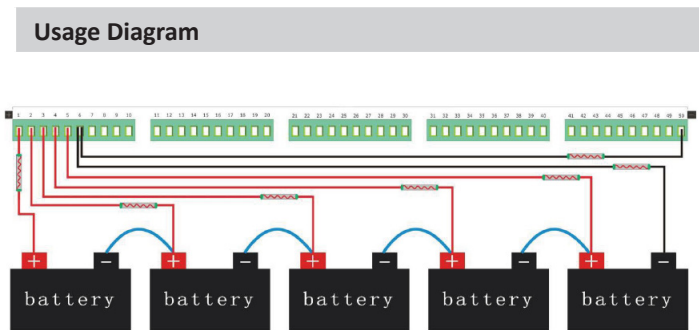 Usage Diagram
1 2 3 4 5 6 7 8 9 10 11 12 13 14 15 16 17 18 19 20 21 22 23 24 25 26 27 28 29 30 31 32 33 34 35 36 37 38 39 40 41 42 43 44 45 46 47 48 49 50
+ − + − + − + − + −
battery battery battery battery battery